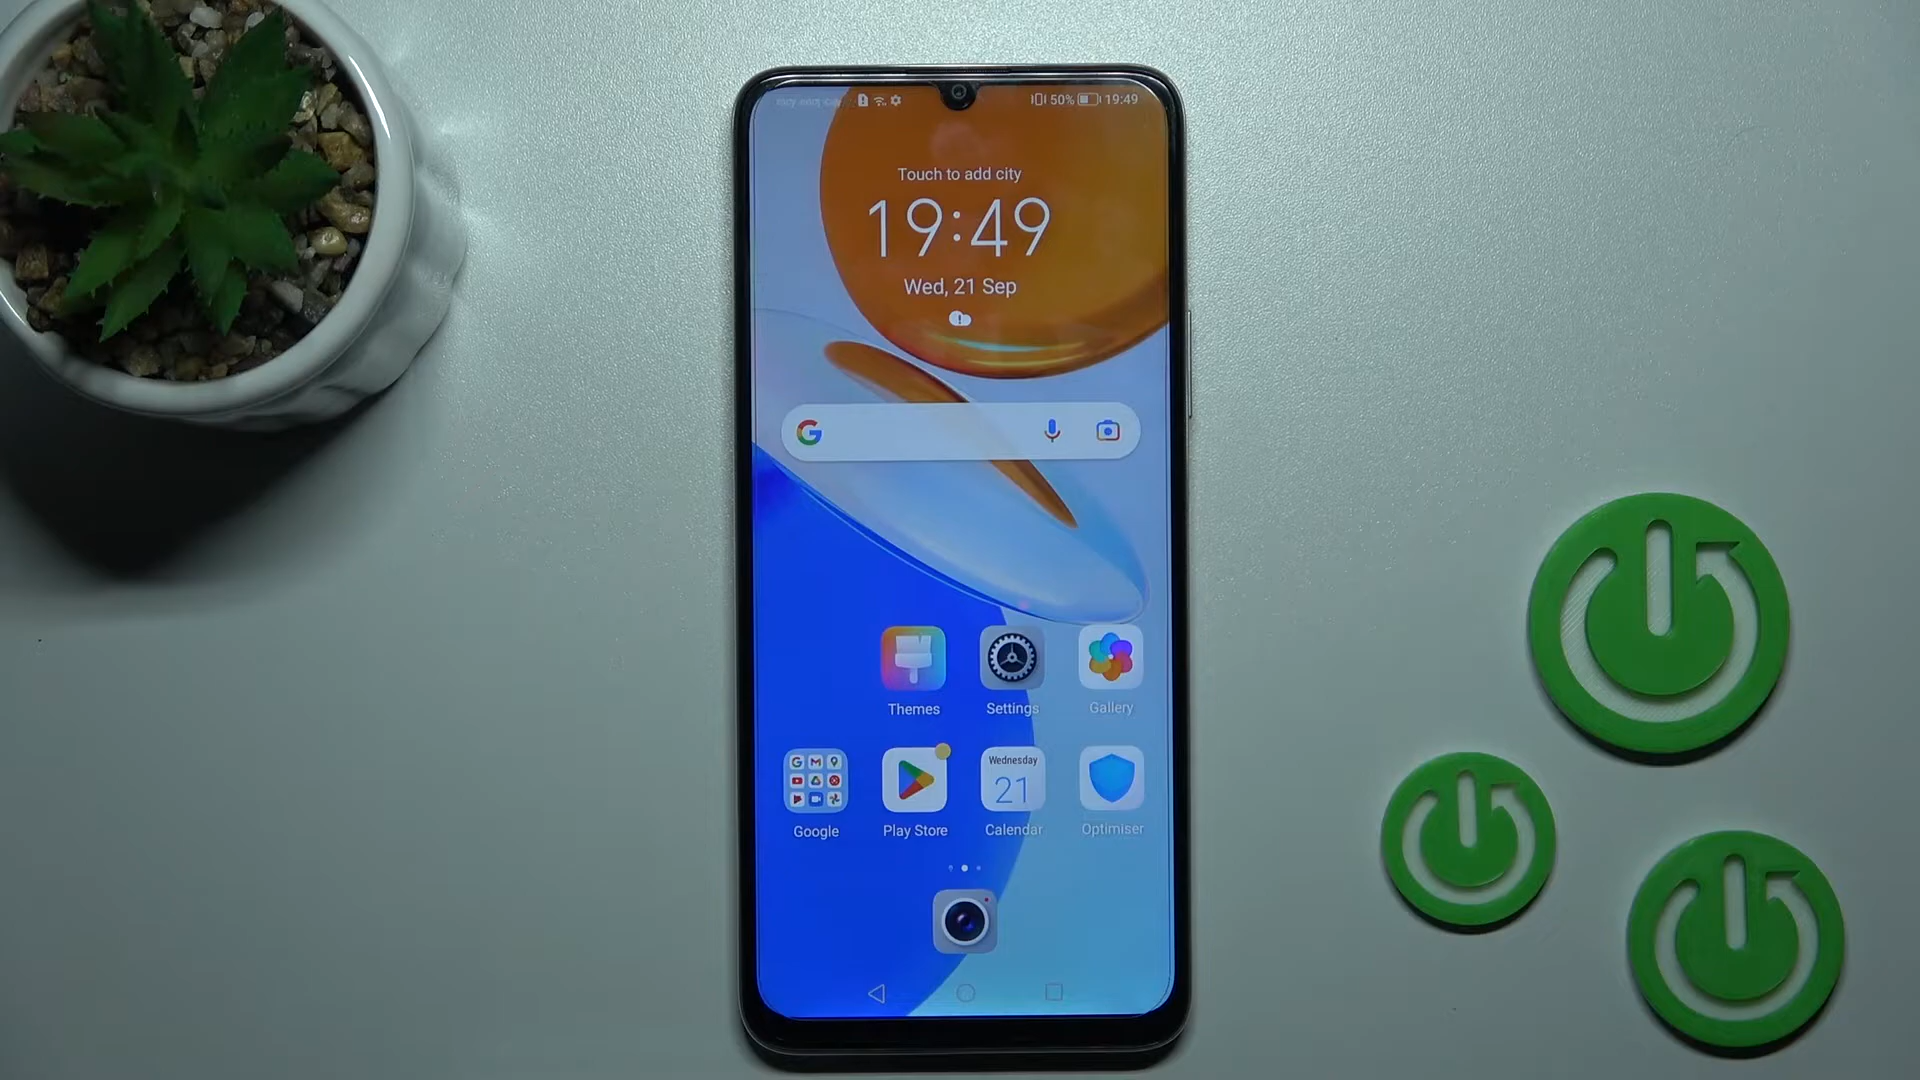 50% 19:49
Touch to add city
19:49
Wed, 21 Sep
Themes Settings Gallery
Wednesday
21
Google Play Store Calendar Optimiser